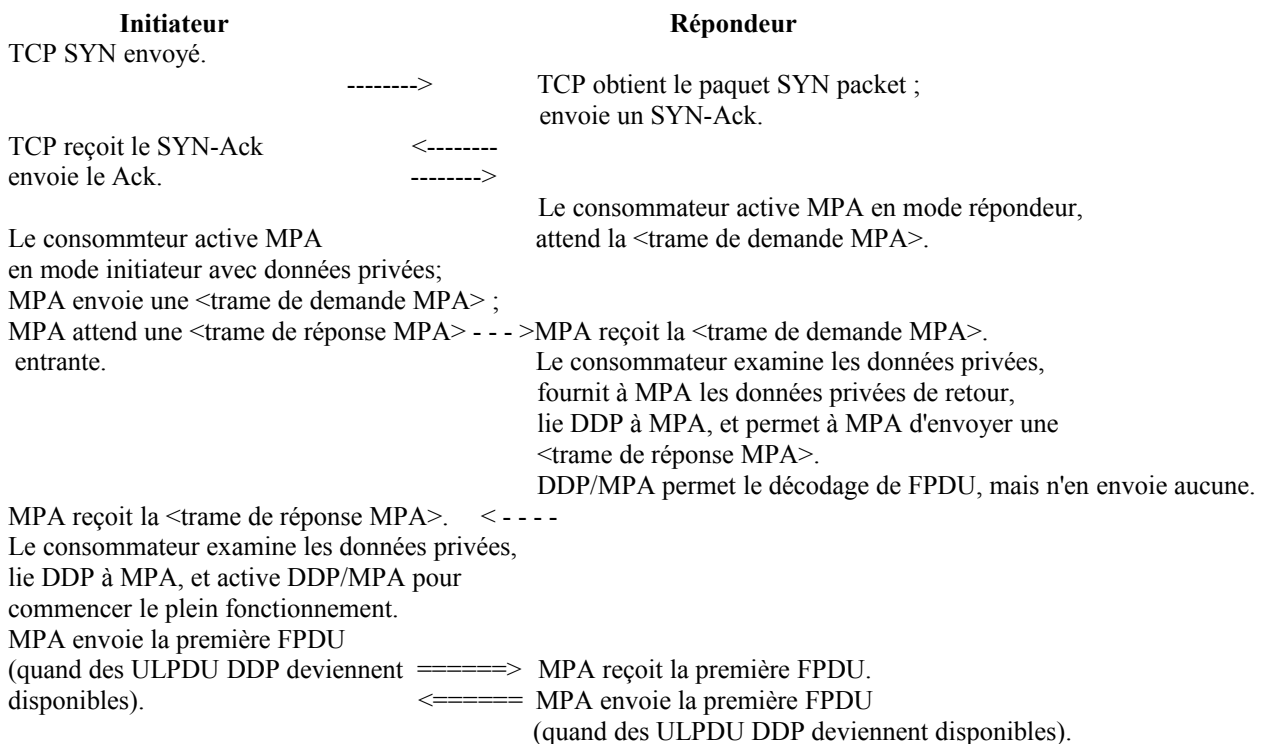 Initiateur Répondeur
TCP SYN envoyé.
--------> TCP obtient le paquet SYN packet ;
envoie un SYN-Ack.
TCP reçoit le SYN-Ack <--------
envoie le Ack. -------->
Le consommateur active MPA en mode répondeur,
Le consommteur active MPA attend la <trame de demande MPA>.
en mode initiateur avec données privées;
MPA envoie une <trame de demande MPA> ;
MPA attend une <trame de réponse MPA> - - - >MPA reçoit la <trame de demande MPA>.
entrante. Le consommateur examine les données privées,
fournit à MPA les données privées de retour,
lie DDP à MPA, et permet à MPA d'envoyer une
<trame de réponse MPA>.
DDP/MPA permet le décodage de FPDU, mais n'en envoie aucune.
MPA reçoit la <trame de réponse MPA>. < - - - -
Le consommateur examine les données privées,
lie DDP à MPA, et active DDP/MPA pour
commencer le plein fonctionnement.
MPA envoie la première FPDU
(quand des ULPDU DDP deviennent ======> MPA reçoit la première FPDU.
disponibles). <====== MPA envoie la première FPDU
(quand des ULPDU DDP deviennent disponibles).